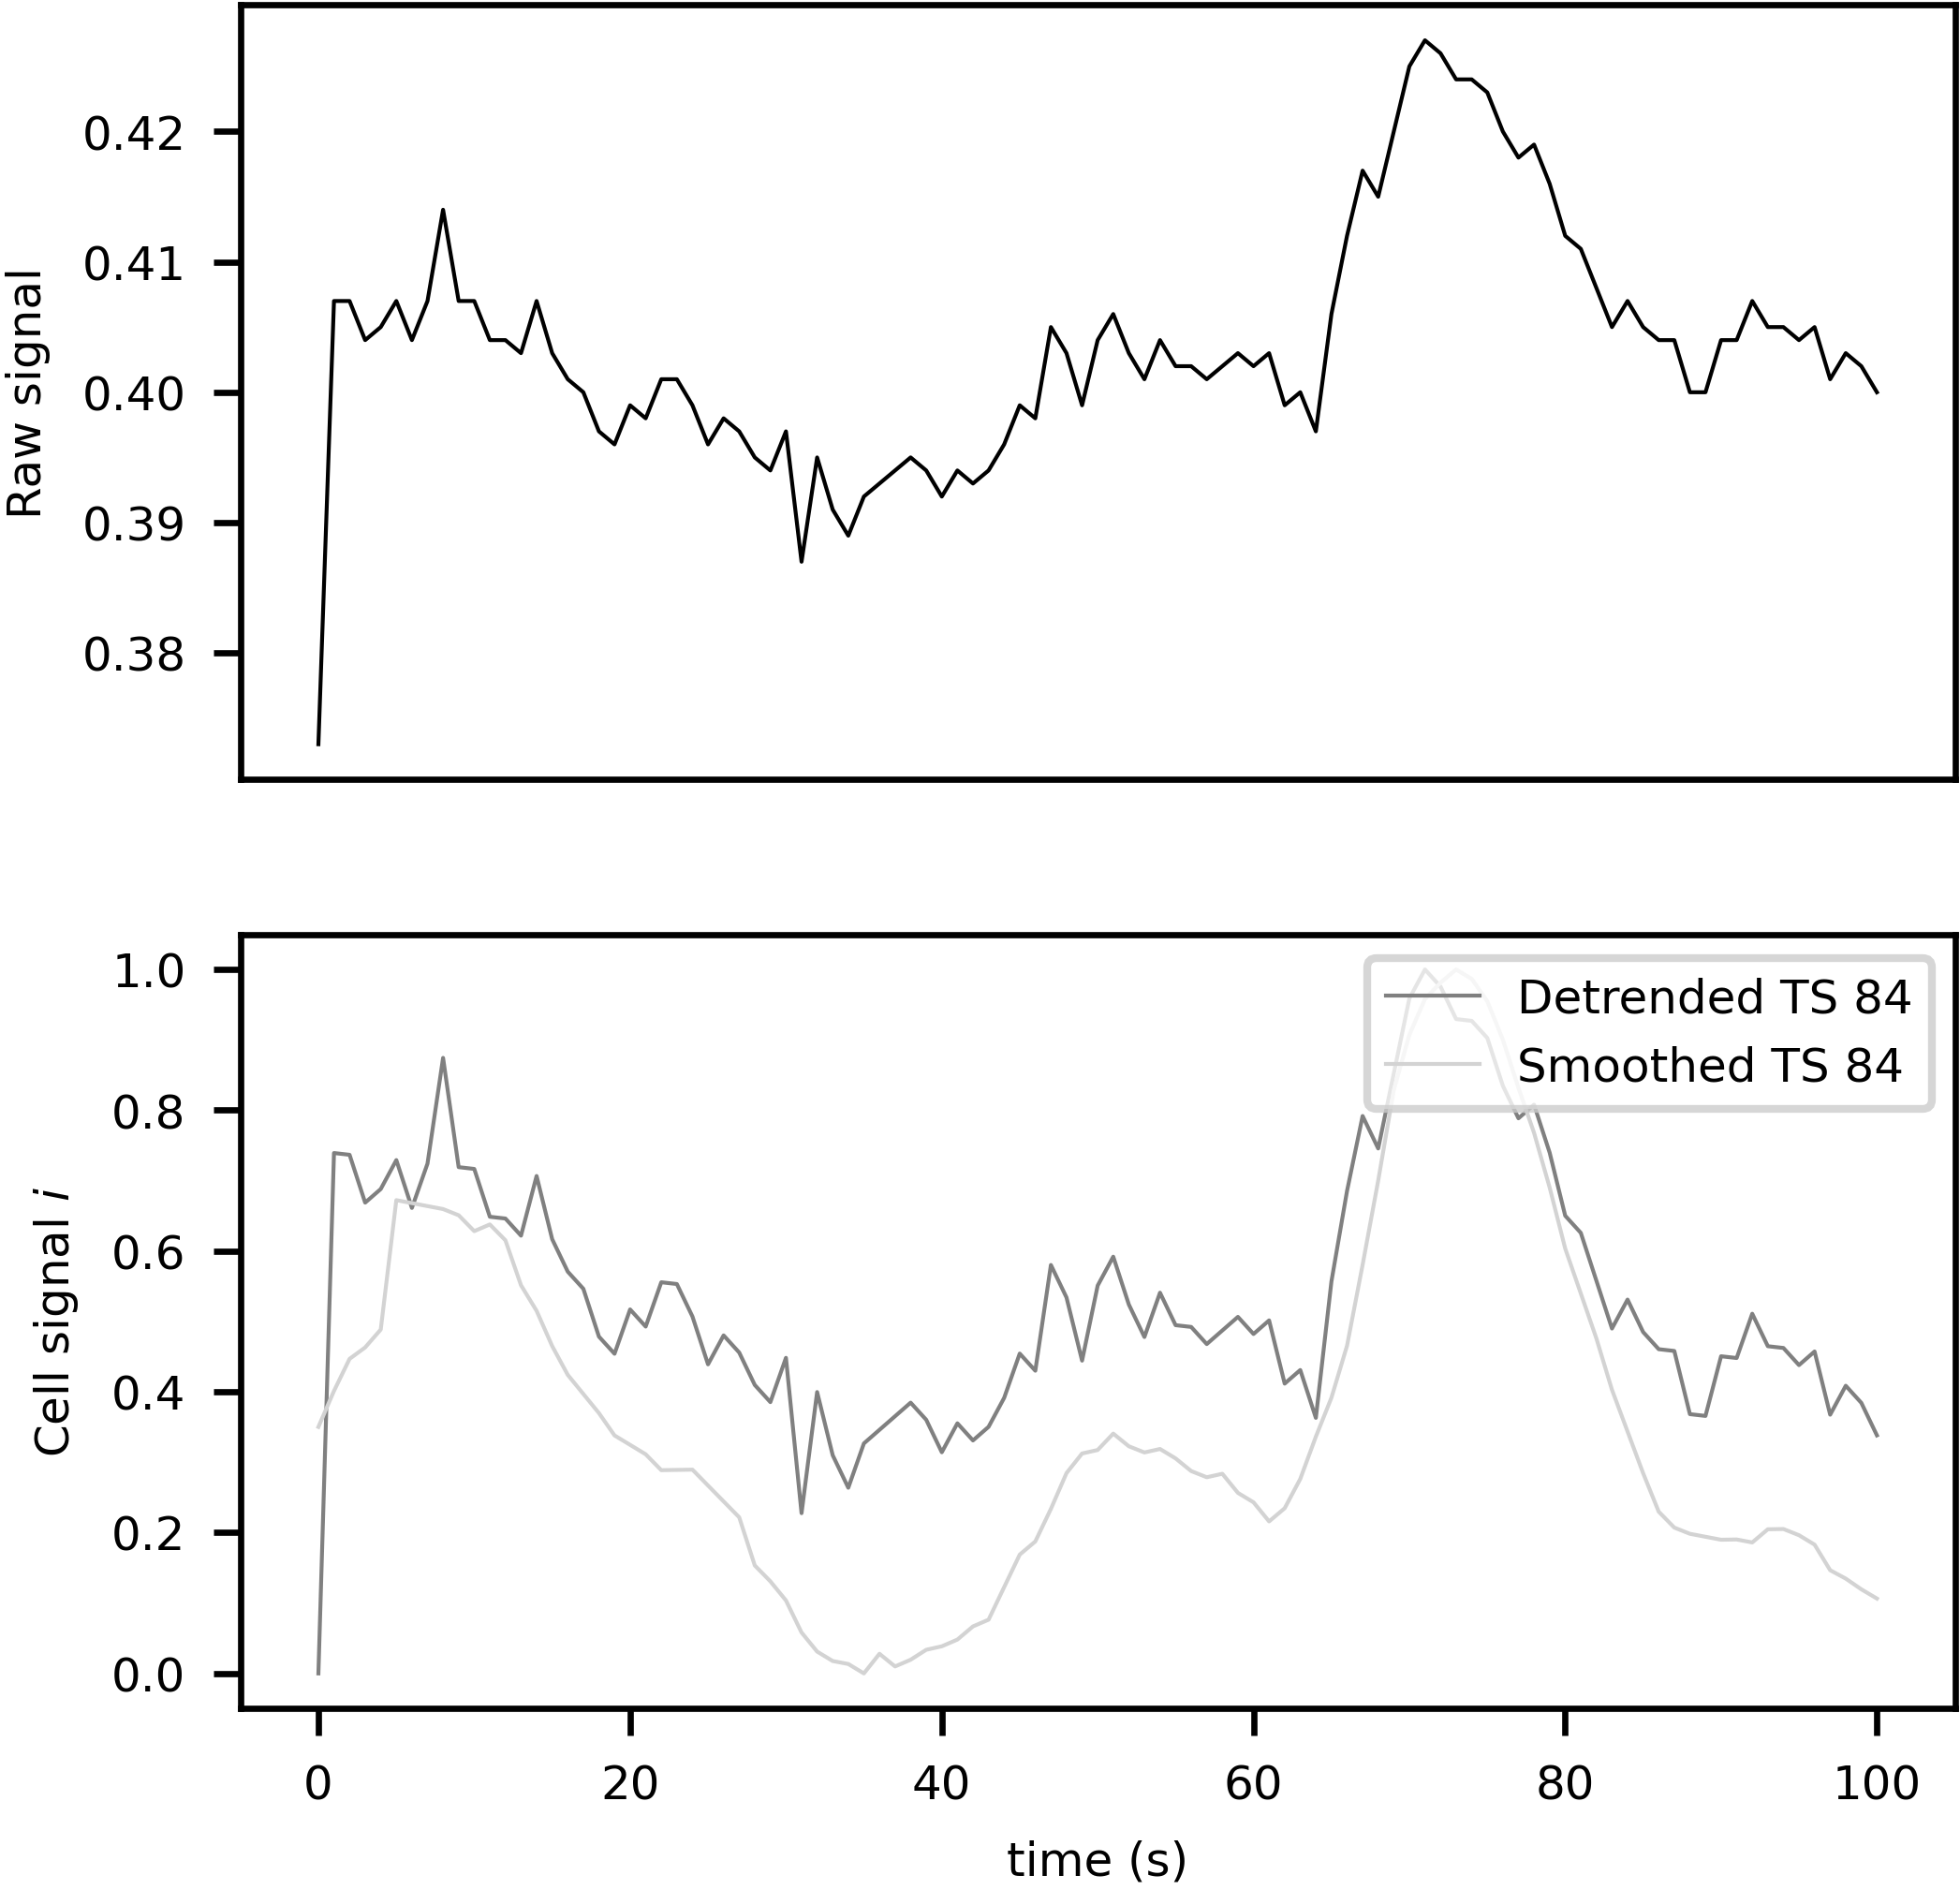 Raw signal
0.42
0.41
0.40
0.39
0.38
Cell signal i
1.0
0.8
0.6
0.4
0.2
0.0
Detrended TS 84
Smoothed TS 84
0 20 40 60 80 100
time (s)